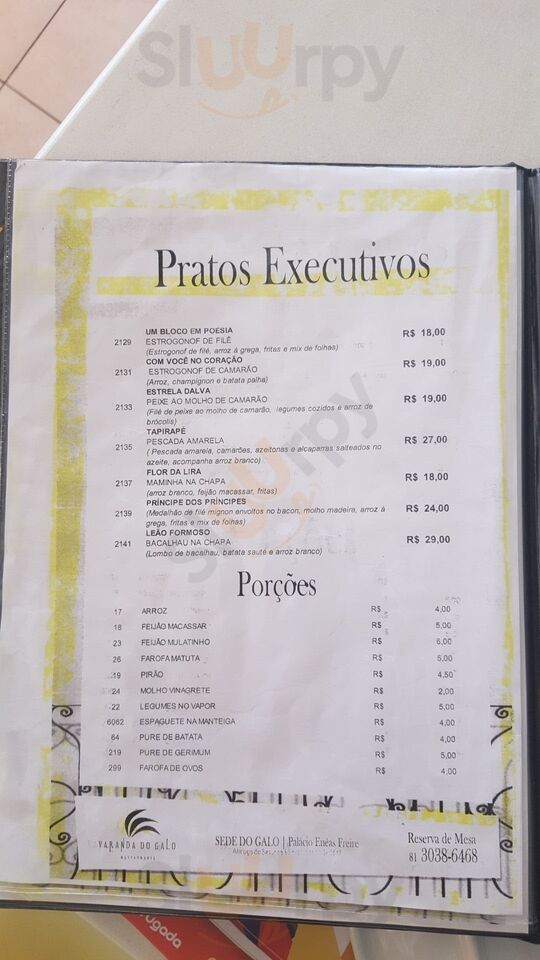 Sluurpy
Pratos Executivos
UM BLOCO EM POESIA
2129 ESTROGONOF DE FILÉ R$ 18,00
(Estrogonof de filé, arroz à grega, fritas e mix de folhas)
COM VOCÊ NO CORAÇÃO
2131 ESTROGONOF DE CAMARÃO R$ 19,00
(Arroz, champignon e batata palha)
ESTRELA DALVA
2133 PEIXE AO MOLHO DE CAMARÃO R$ 19,00
(Filé de peixe ao molho de camarão, legumes cozidos e arroz de
brócolis)
TAPIRAPÉ
2135 PESCADA AMARELA R$ 27,00
( Pescada amarela, camarões, azeitonas e alcaparras salteados no
azeite, acompanha arroz branco)
FLOR DA LIRA
2137 MAMINHA NA CHAPA R$ 18,00
(arroz branco, feijão macassar, fritas)
PRÍNCIPE DOS PRÍNCIPES
2139 (Medalhão de filé mignon envoltos no bacon, molho madeira, arroz à R$ 24,00
grega, fritas e mix de folhas)
LEÃO FORMOSO
2141 BACALHAU NA CHAPA R$ 29,00
(Lombo de bacalhau, batata sauté e arroz branco)
Porções
17 ARROZ R$ 4,00
18 FEIJÃO MACASSAR R$ 5,00
23 FEIJÃO MULATINHO R$ 6,00
26 FAROFA MATUTA R$ 5,00
19 PIRÃO R$ 4,50
24 MOLHO VINAGRETE R$ 2,00
22 LEGUMES NO VAPOR R$ 5,00
6062 ESPAGUETE NA MANTEIGA R$ 4,00
64 PURE DE BATATA R$ 4,00
219 PURE DE GERIMUM R$ 5,00
299 FAROFA DE OVOS R$ 4,00
VARANDA DO GALO
SEDE DO GALO | Palácio Enéas Freire
Reserva de Mesa
81 3038-6468